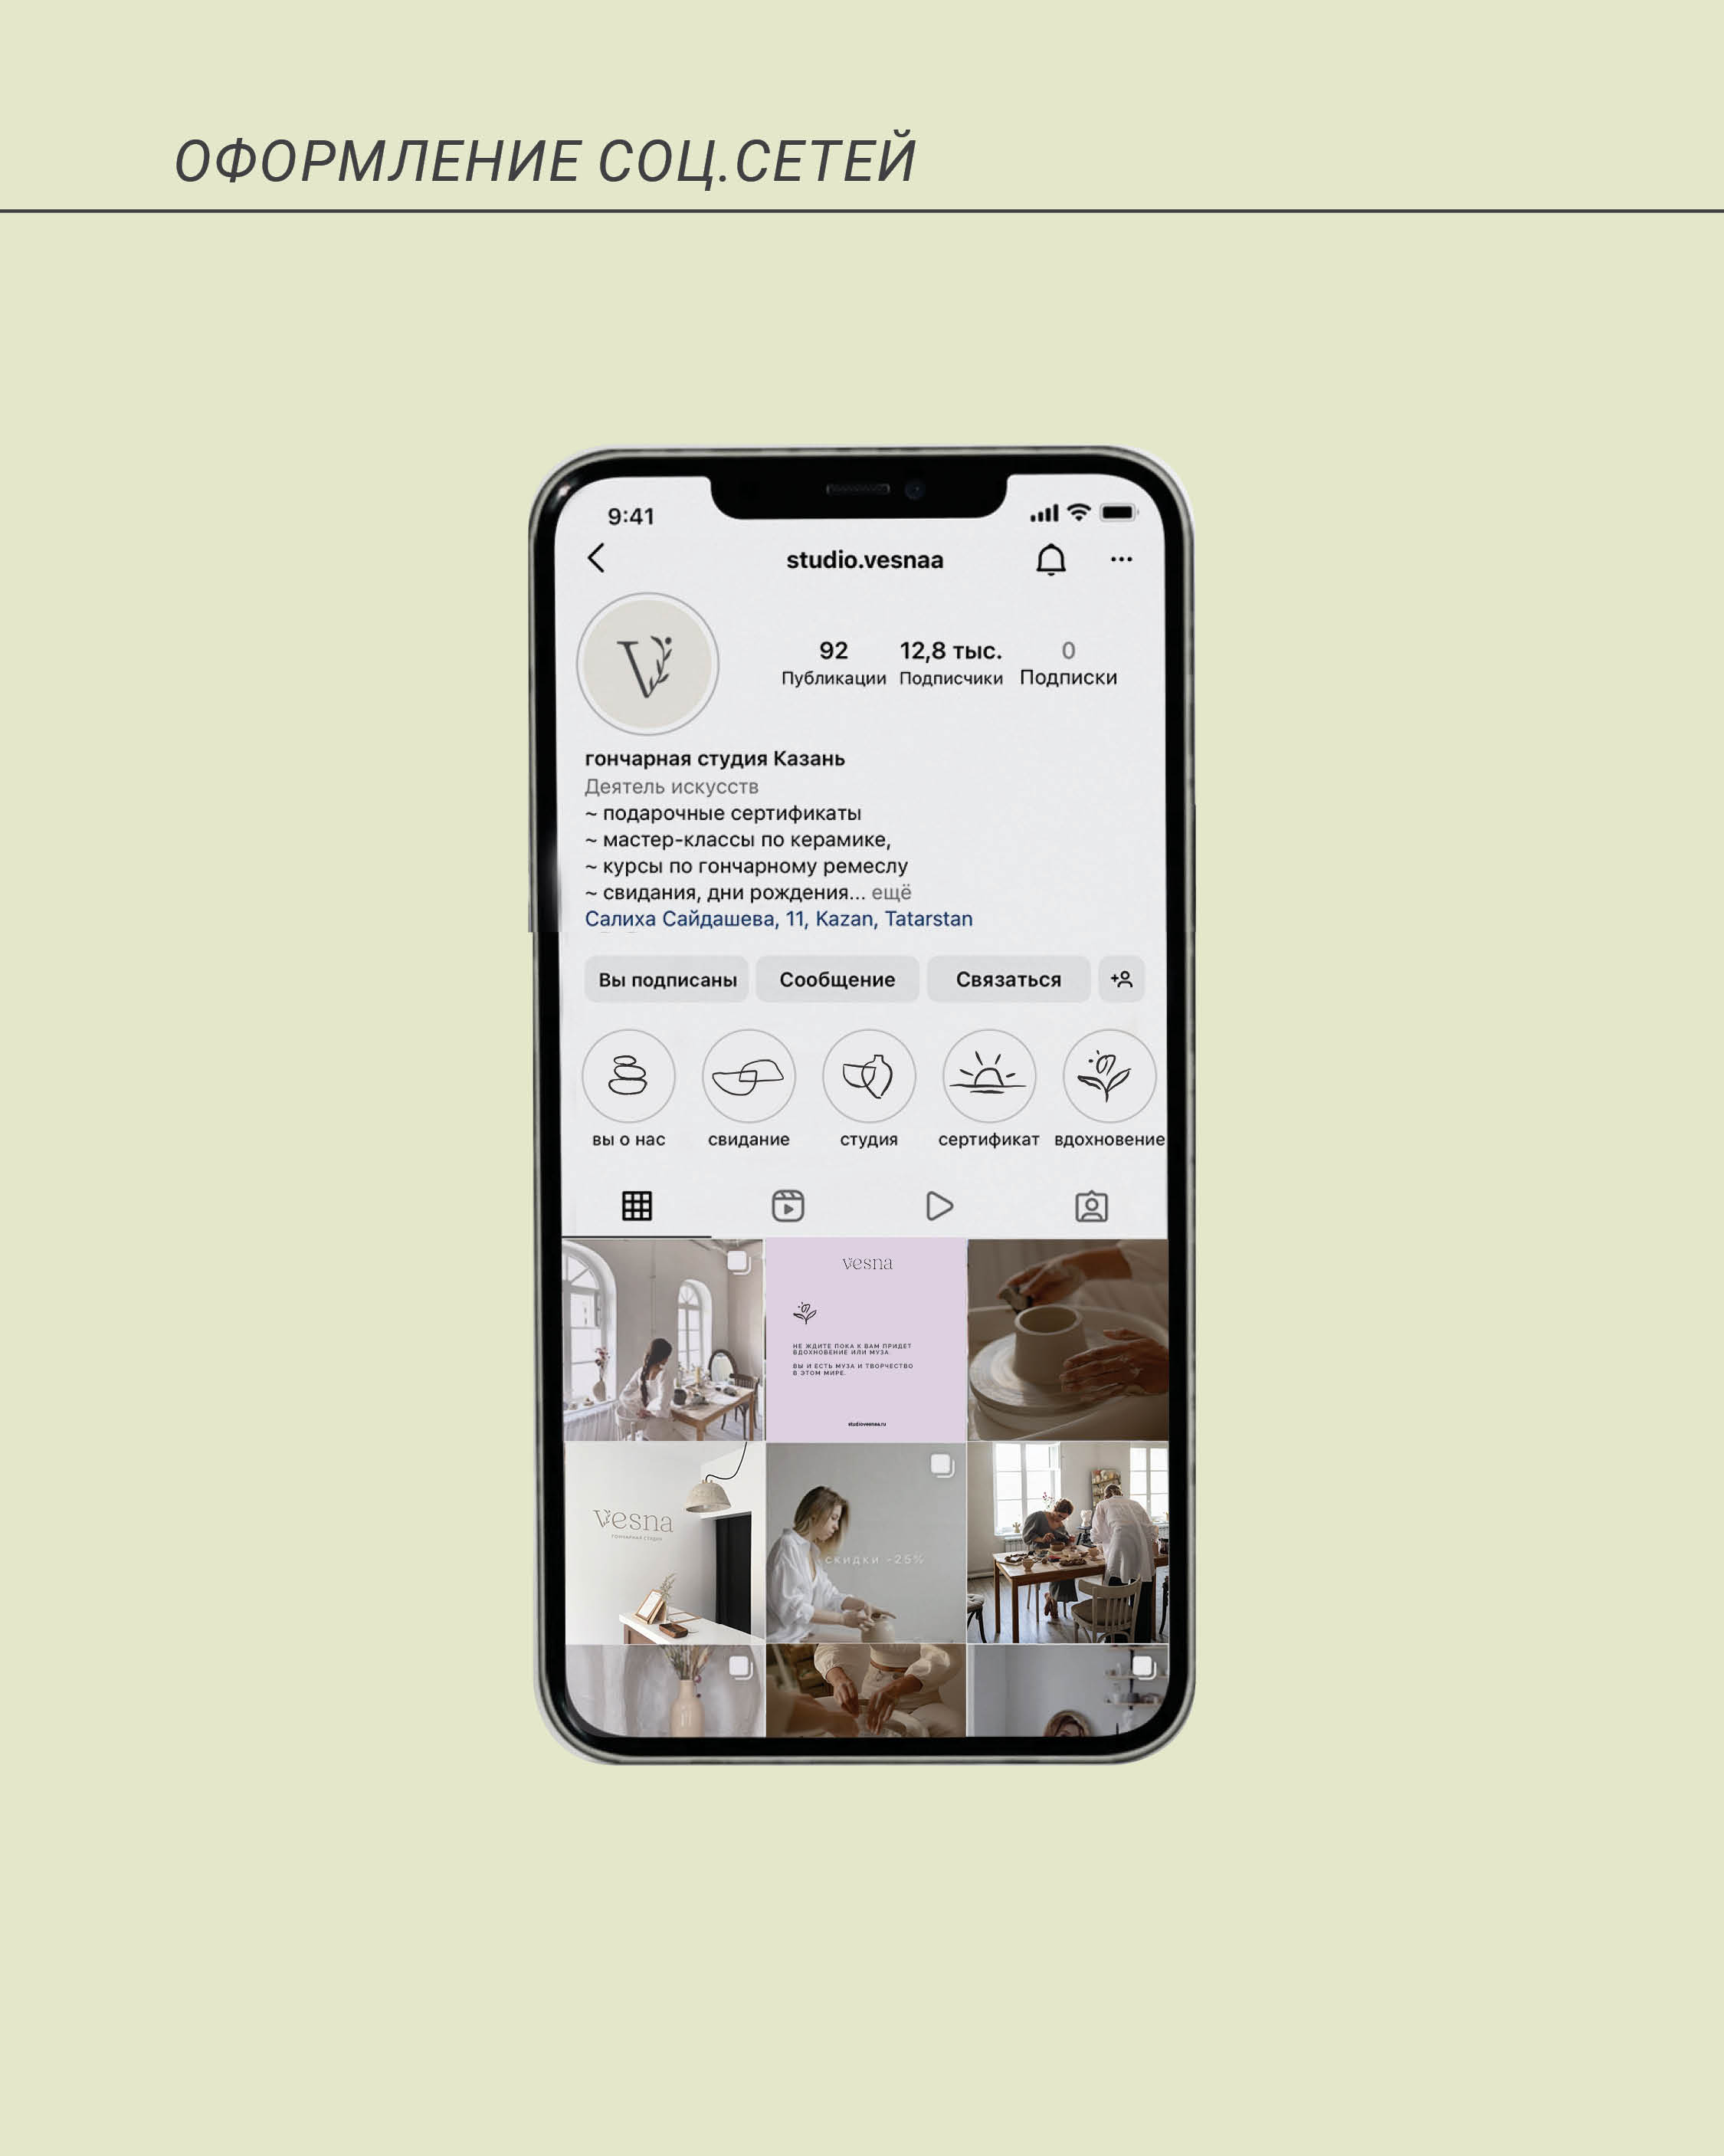 ОФОРМЛЕНИЕ СОЦ.СЕТЕЙ
9:41
studio.vesnaa
92 12,8 тыс. 0
Публикации Подписчики Подписки
гончарная студия Казань
Деятель искусств
~ подарочные сертификаты
~ мастер-классы по керамике,
~ курсы по гончарному ремеслу
~ свидания, дни рождения... ещё
Салиха Сайдашева, 11, Kazan, Tatarstan
Вы подписаны Сообщение Связаться
вы о нас свидание студия сертификат вдохновение
vesna
НЕ ЖДИТЕ ПОКА К ВАМ ПРИДЕТ
ВДОХНОВЕНИЕ ИЛИ МУЗА.
ВЫ И ЕСТЬ МУЗА И ТВОРЧЕСТВО
В ЭТОМ МИРЕ.
studiovesnaa.ru
Vesna
ГОНЧАРНАЯ СТУДИЯ
СКИДКИ -25%